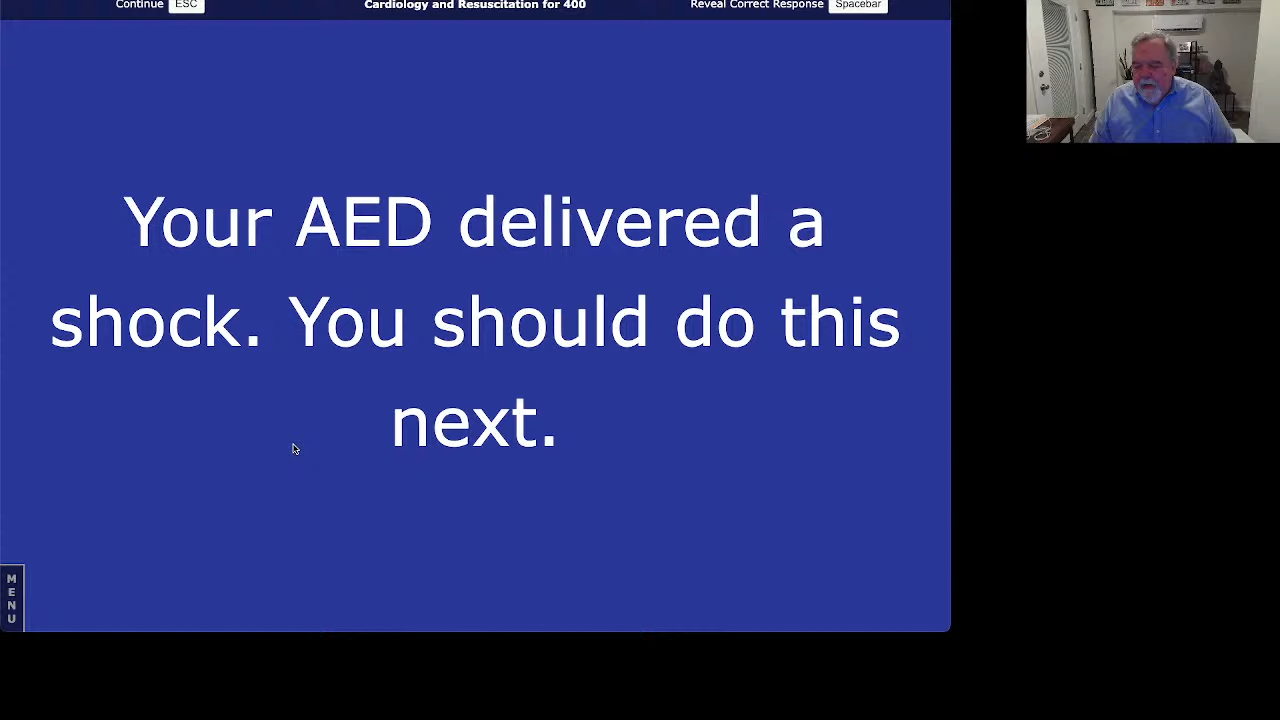 Continue ESC Cardiology and Resuscitation for 400 Reveal Correct Response Spacebar
Your AED delivered a
shock. You should do this
next.
MENU